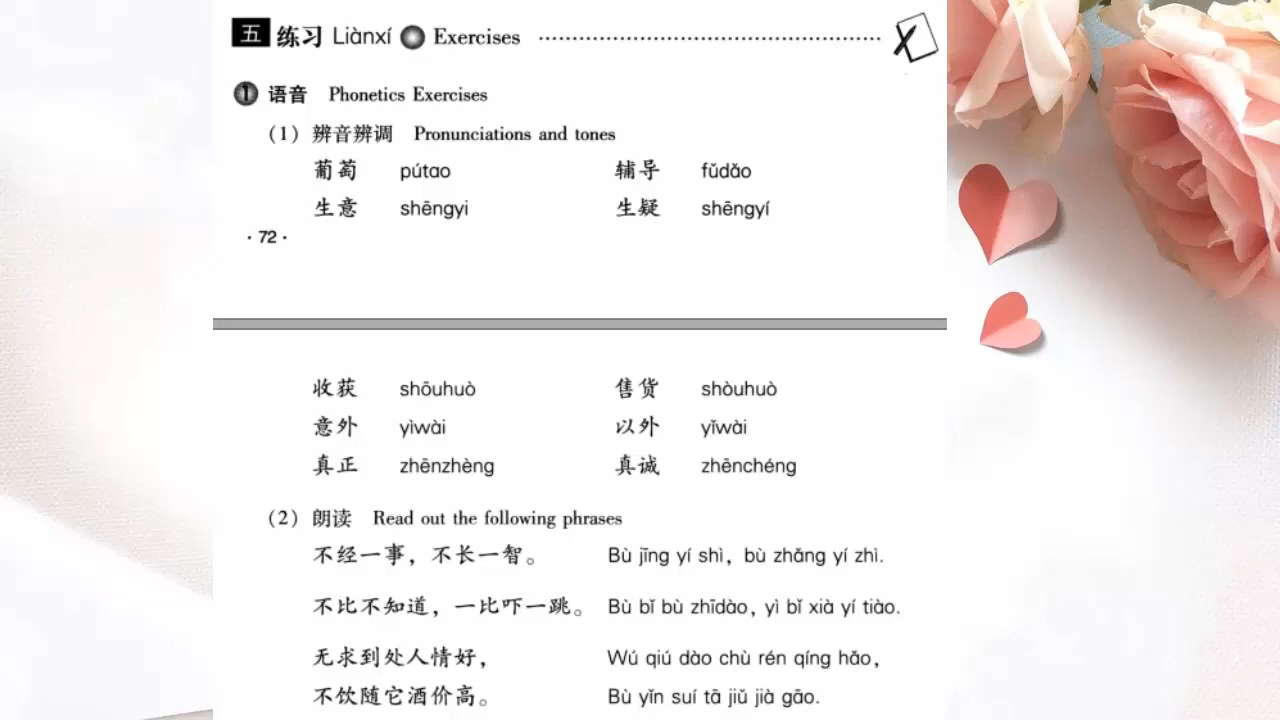 五 练习 Liànxí Exercises
1 语音 Phonetics Exercises
(1) 辨音辨调 Pronunciations and tones
葡萄 pútao 辅导 fǔdǎo
生意 shēngyi 生疑 shēngyí
· 72 ·
收获 shōuhuò 售货 shòuhuò
意外 yìwài 以外 yǐwài
真正 zhēnzhèng 真诚 zhēnchéng
(2) 朗读 Read out the following phrases
不经一事，不长一智。 Bù jīng yí shì, bù zhǎng yí zhì.
不比不知道，一比吓一跳。 Bù bǐ bù zhīdào, yì bǐ xià yí tiào.
无求到处人情好， Wú qiú dào chù rén qíng hǎo,
不饮随它酒价高。 Bù yǐn suí tā jiǔ jià gāo.